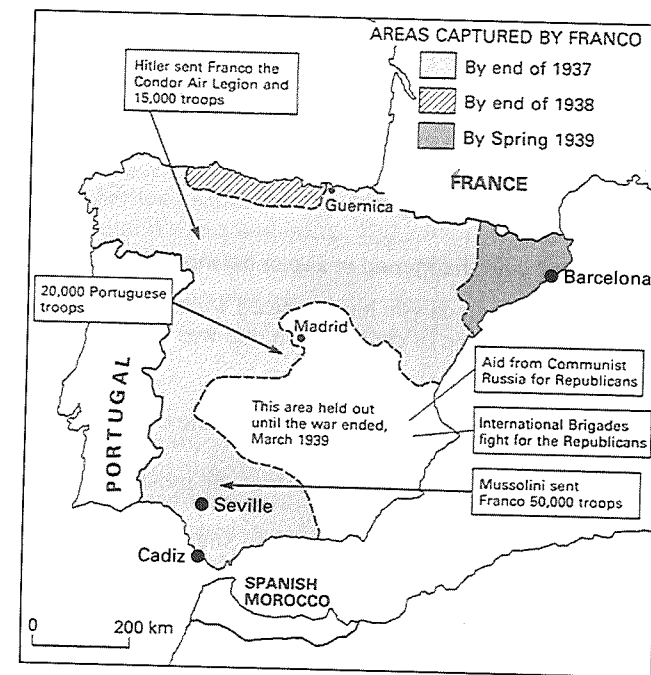 AREAS CAPTURED BY FRANCO
By end of 1937
By end of 1938
By Spring 1939
Hitler sent Franco the
Condor Air Legion and
15,000 troops
FRANCE
Guernica
Barcelona
20,000 Portuguese
troops
Madrid
Aid from Communist
Russia for Republicans
This area held out
until the war ended,
March 1939
International Brigades
fight for the Republicans
PORTUGAL
Mussolini sent
Franco 50,000 troops
Seville
Cadiz
SPANISH
MOROCCO
0 200 km